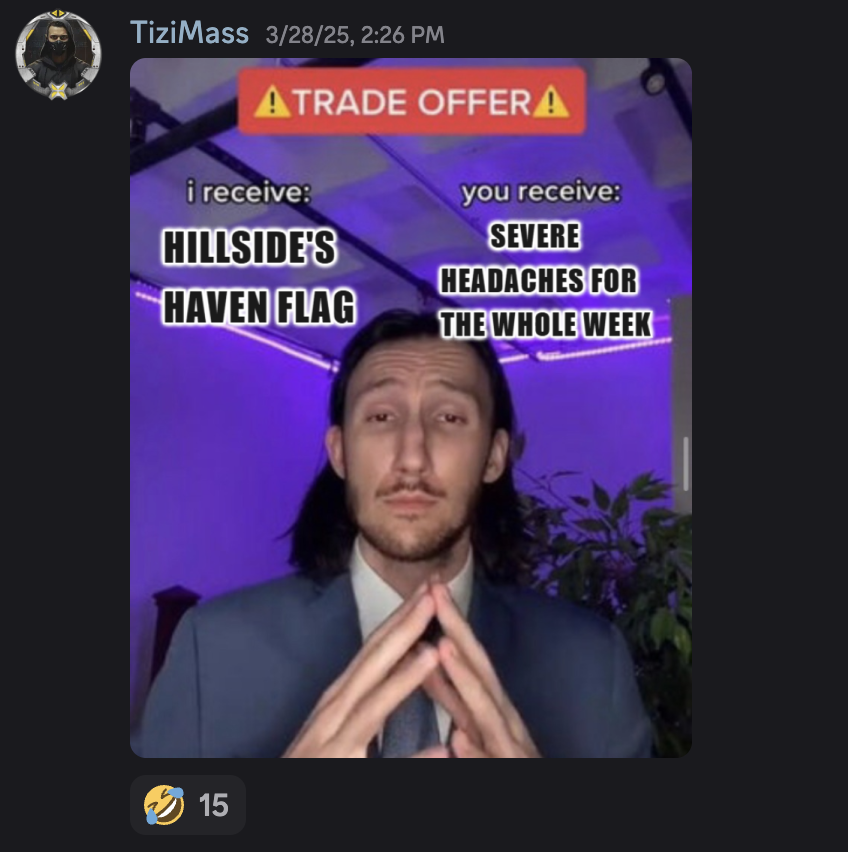 TiziMass 3/28/25, 2:26 PM
⚠TRADE OFFER⚠
i receive:
HILLSIDE'S
HAVEN FLAG
you receive:
SEVERE
HEADACHES FOR
THE WHOLE WEEK
🤣 15